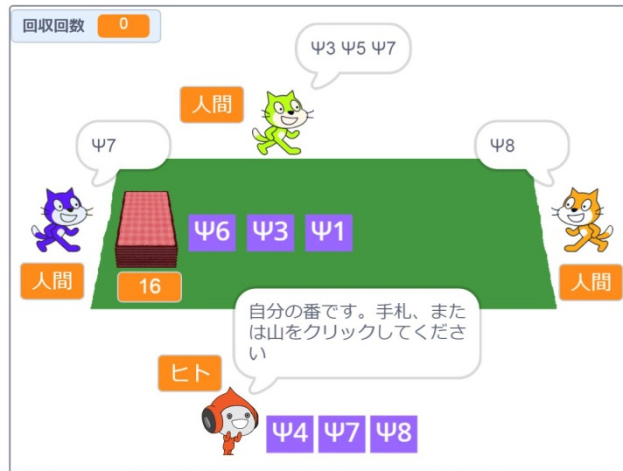 回収回数 0
Ψ3 Ψ5 Ψ7
人間
Ψ7
Ψ8
Ψ6 Ψ3 Ψ1
人間
16
人間
自分の番です。手札、また
は山をクリックしてくださ
い
ヒト
Ψ4 Ψ7 Ψ8